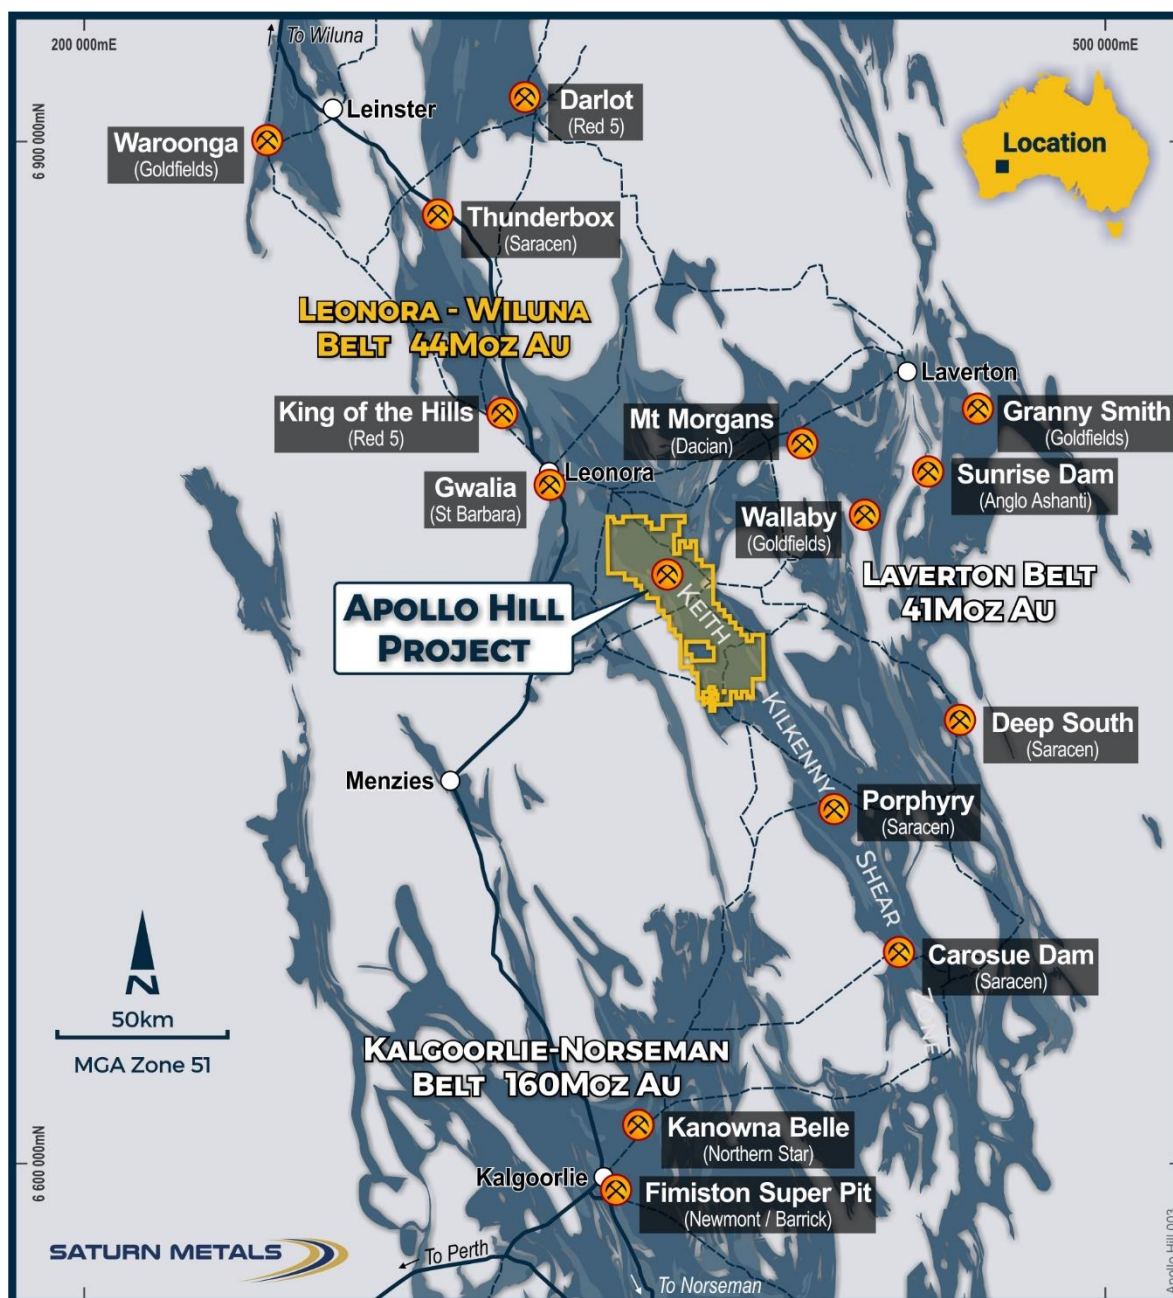 To Wiluna
200 000mE
500 000mE
6 900 000mN
Leinster
Darlot
(Red 5)
Waroonga
(Goldfields)
Location
Thunderbox
(Saracen)
LEONORA - WILUNA
BELT 44MOZ AU
Laverton
King of the Hills
(Red 5)
Mt Morgans
(Dacian)
Granny Smith
(Goldfields)
Leonora
Gwalia
(St Barbara)
Sunrise Dam
(Anglo Ashanti)
Wallaby
(Goldfields)
LAVERTON BELT
41MOZ AU
APOLLO HILL
PROJECT
KEITH
KILKENNY
SHEAR
ZONE
Deep South
(Saracen)
Menzies
Porphyry
(Saracen)
Carosue Dam
(Saracen)
N
50km
MGA Zone 51
KALGOORLIE-NORSEMAN
BELT 160MOZ AU
Kanowna Belle
(Northern Star)
6 600 000mN
Kalgoorlie
Fimiston Super Pit
(Newmont / Barrick)
SATURN METALS
To Perth
To Norseman
Apollo Hill 003